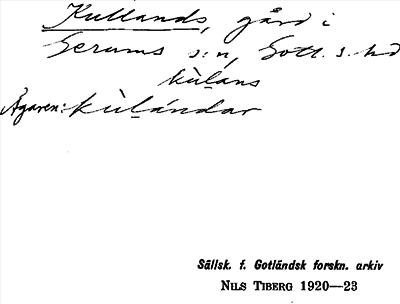 Kullands, gård i
Gerums s:n, Gotl. s. hd
kùlans
Ägaren: kùlándar
Sällsk. f. Gotländsk forskn. arkiv
NILS TIBERG 1920—23